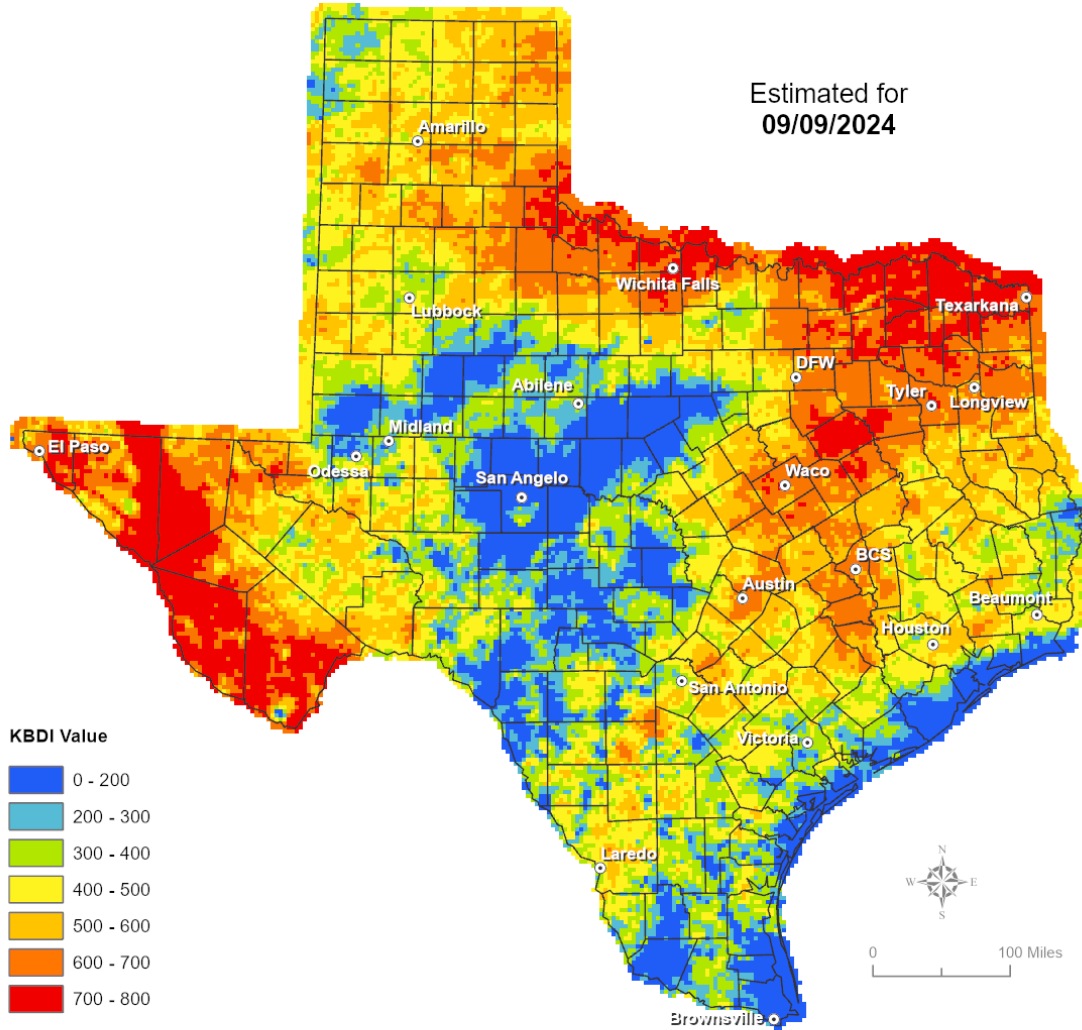 Estimated for
09/09/2024
Amarillo
Wichita Falls
Lubbock
Texarkana
DFW
Abilene
Tyler
Longview
Midland
El Paso
Odessa
San Angelo
Waco
BCS
Austin
Beaumont
Houston
San Antonio
Victoria
Laredo
Brownsville
KBDI Value
0 - 200
200 - 300
300 - 400
400 - 500
500 - 600
600 - 700
700 - 800
N
W E
S
0 100 Miles